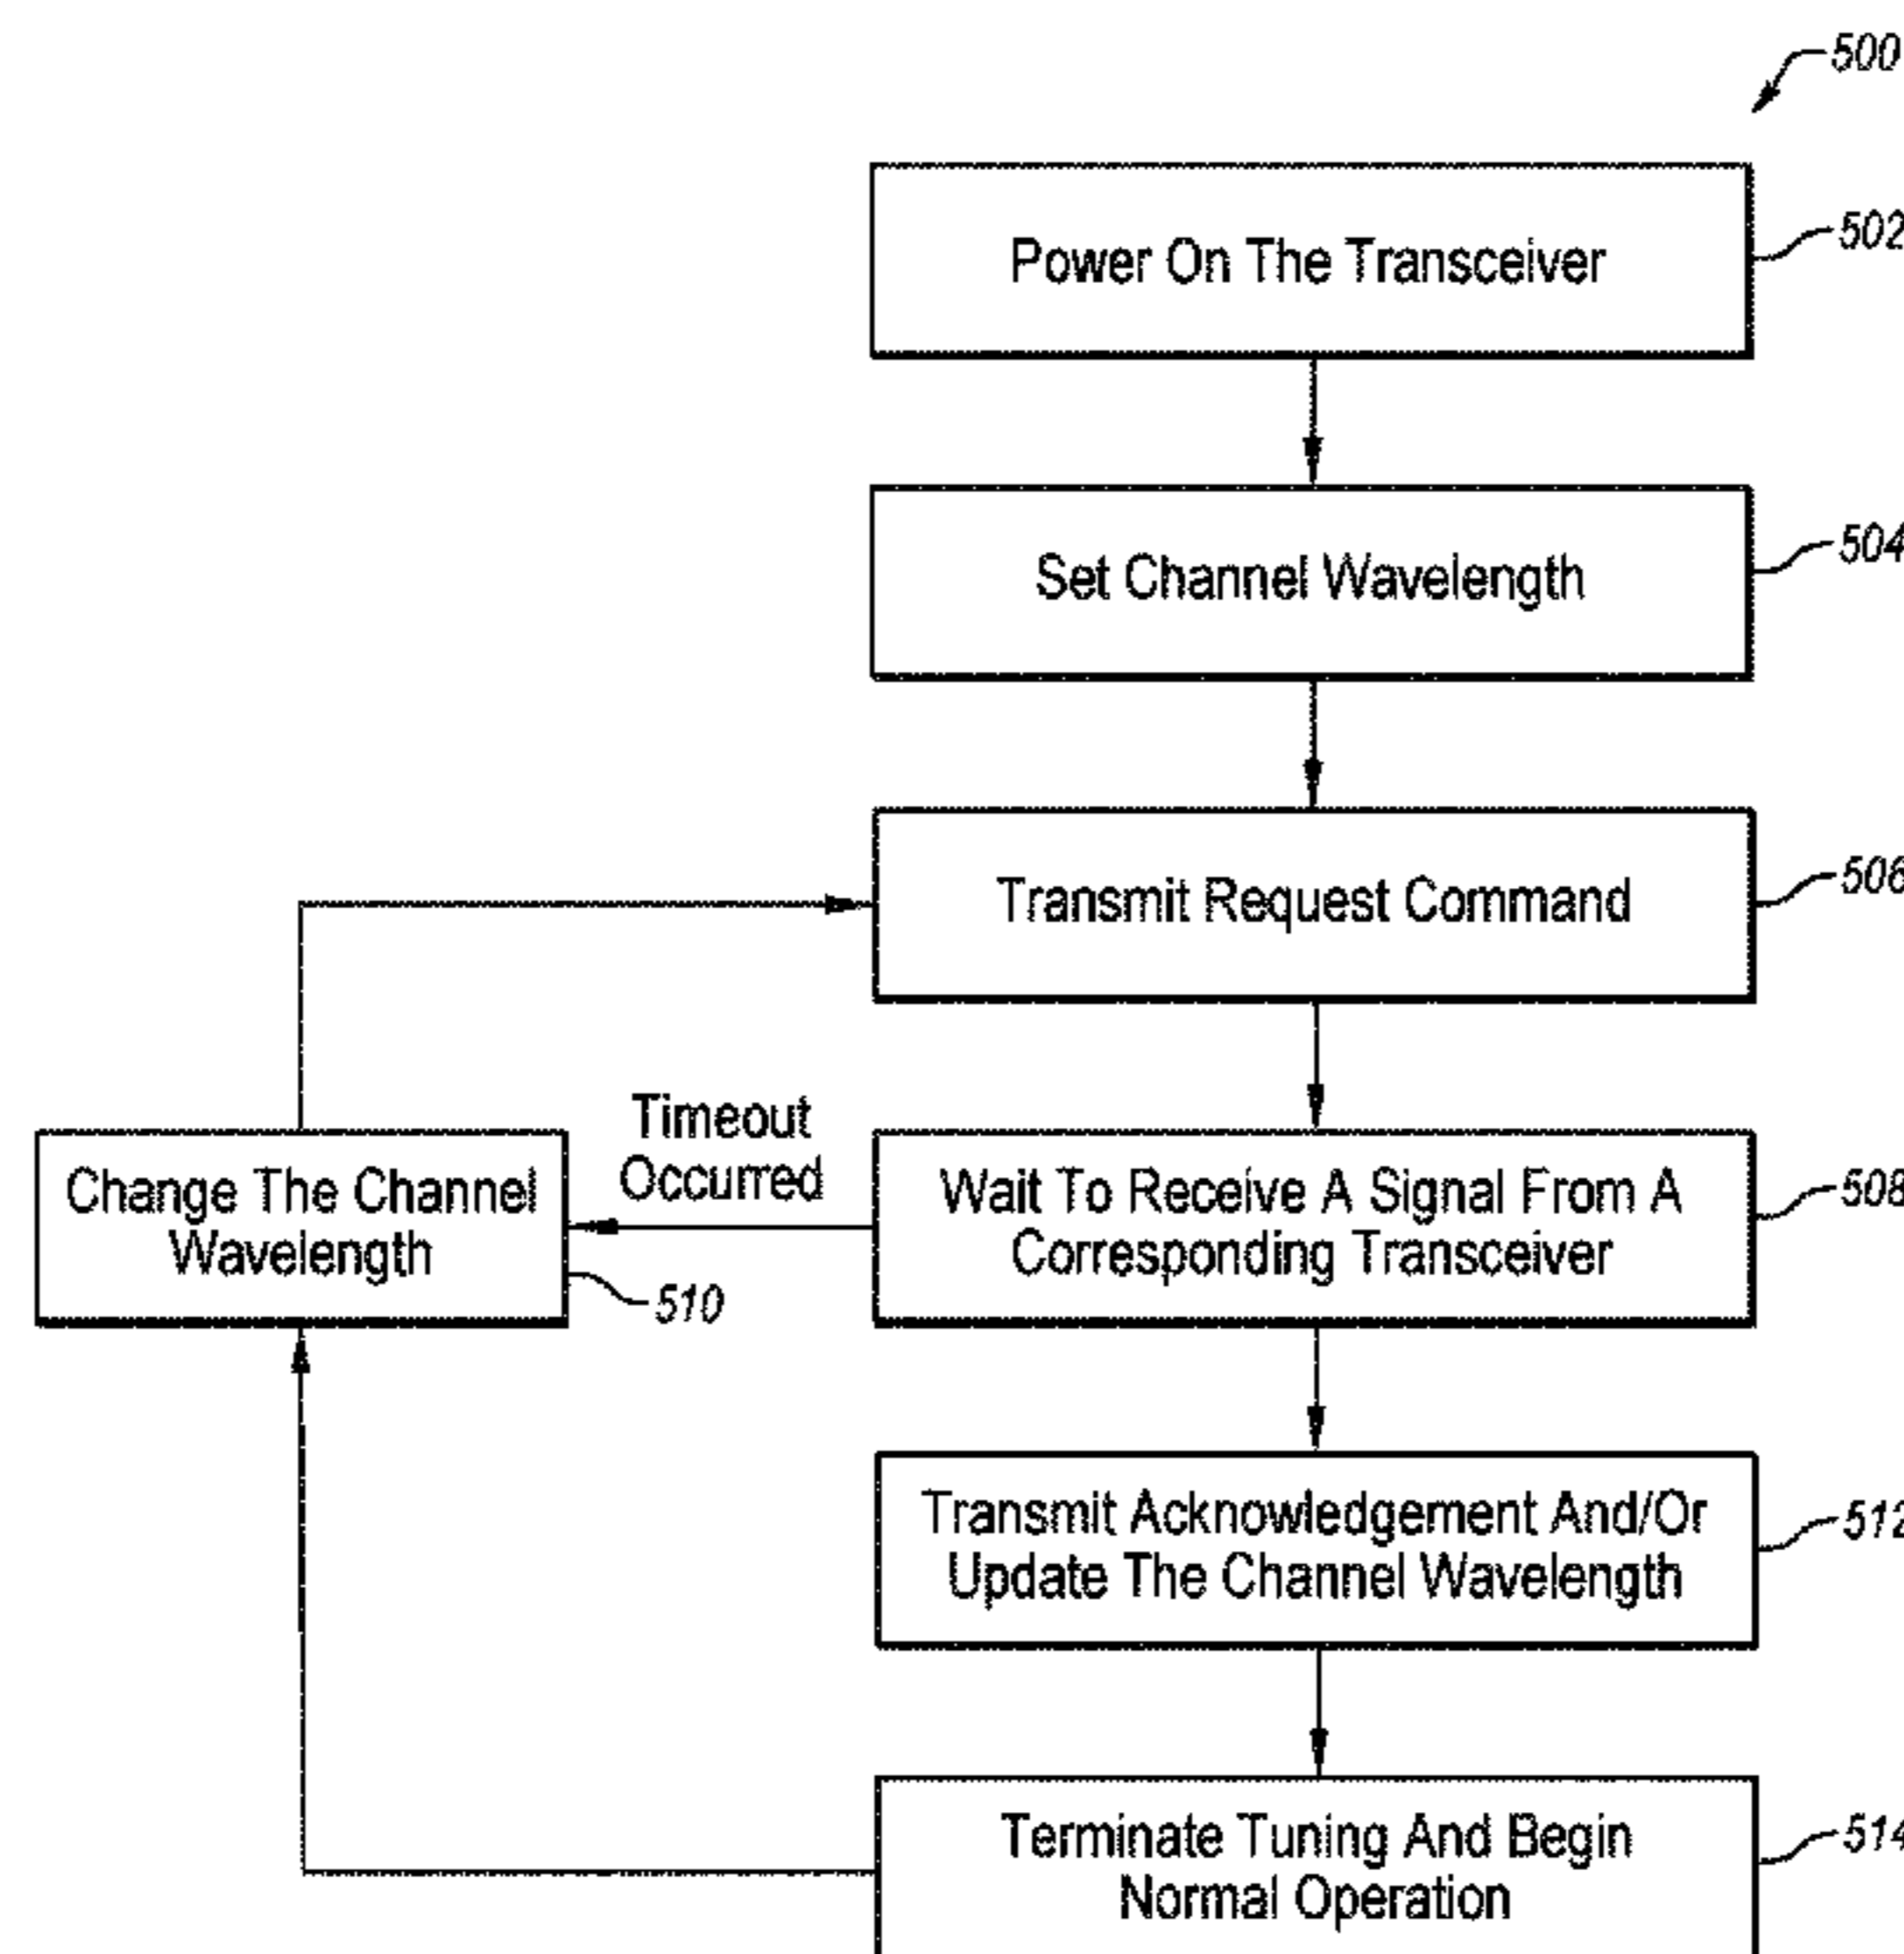 500
Power On The Transceiver
502
Set Channel Wavelength
504
Transmit Request Command
506
Timeout
Occurred
Change The Channel
Wavelength
510
Wait To Receive A Signal From A
Corresponding Transceiver
508
Transmit Acknowledgement And/Or
Update The Channel Wavelength
512
Terminate Tuning And Begin
Normal Operation
514